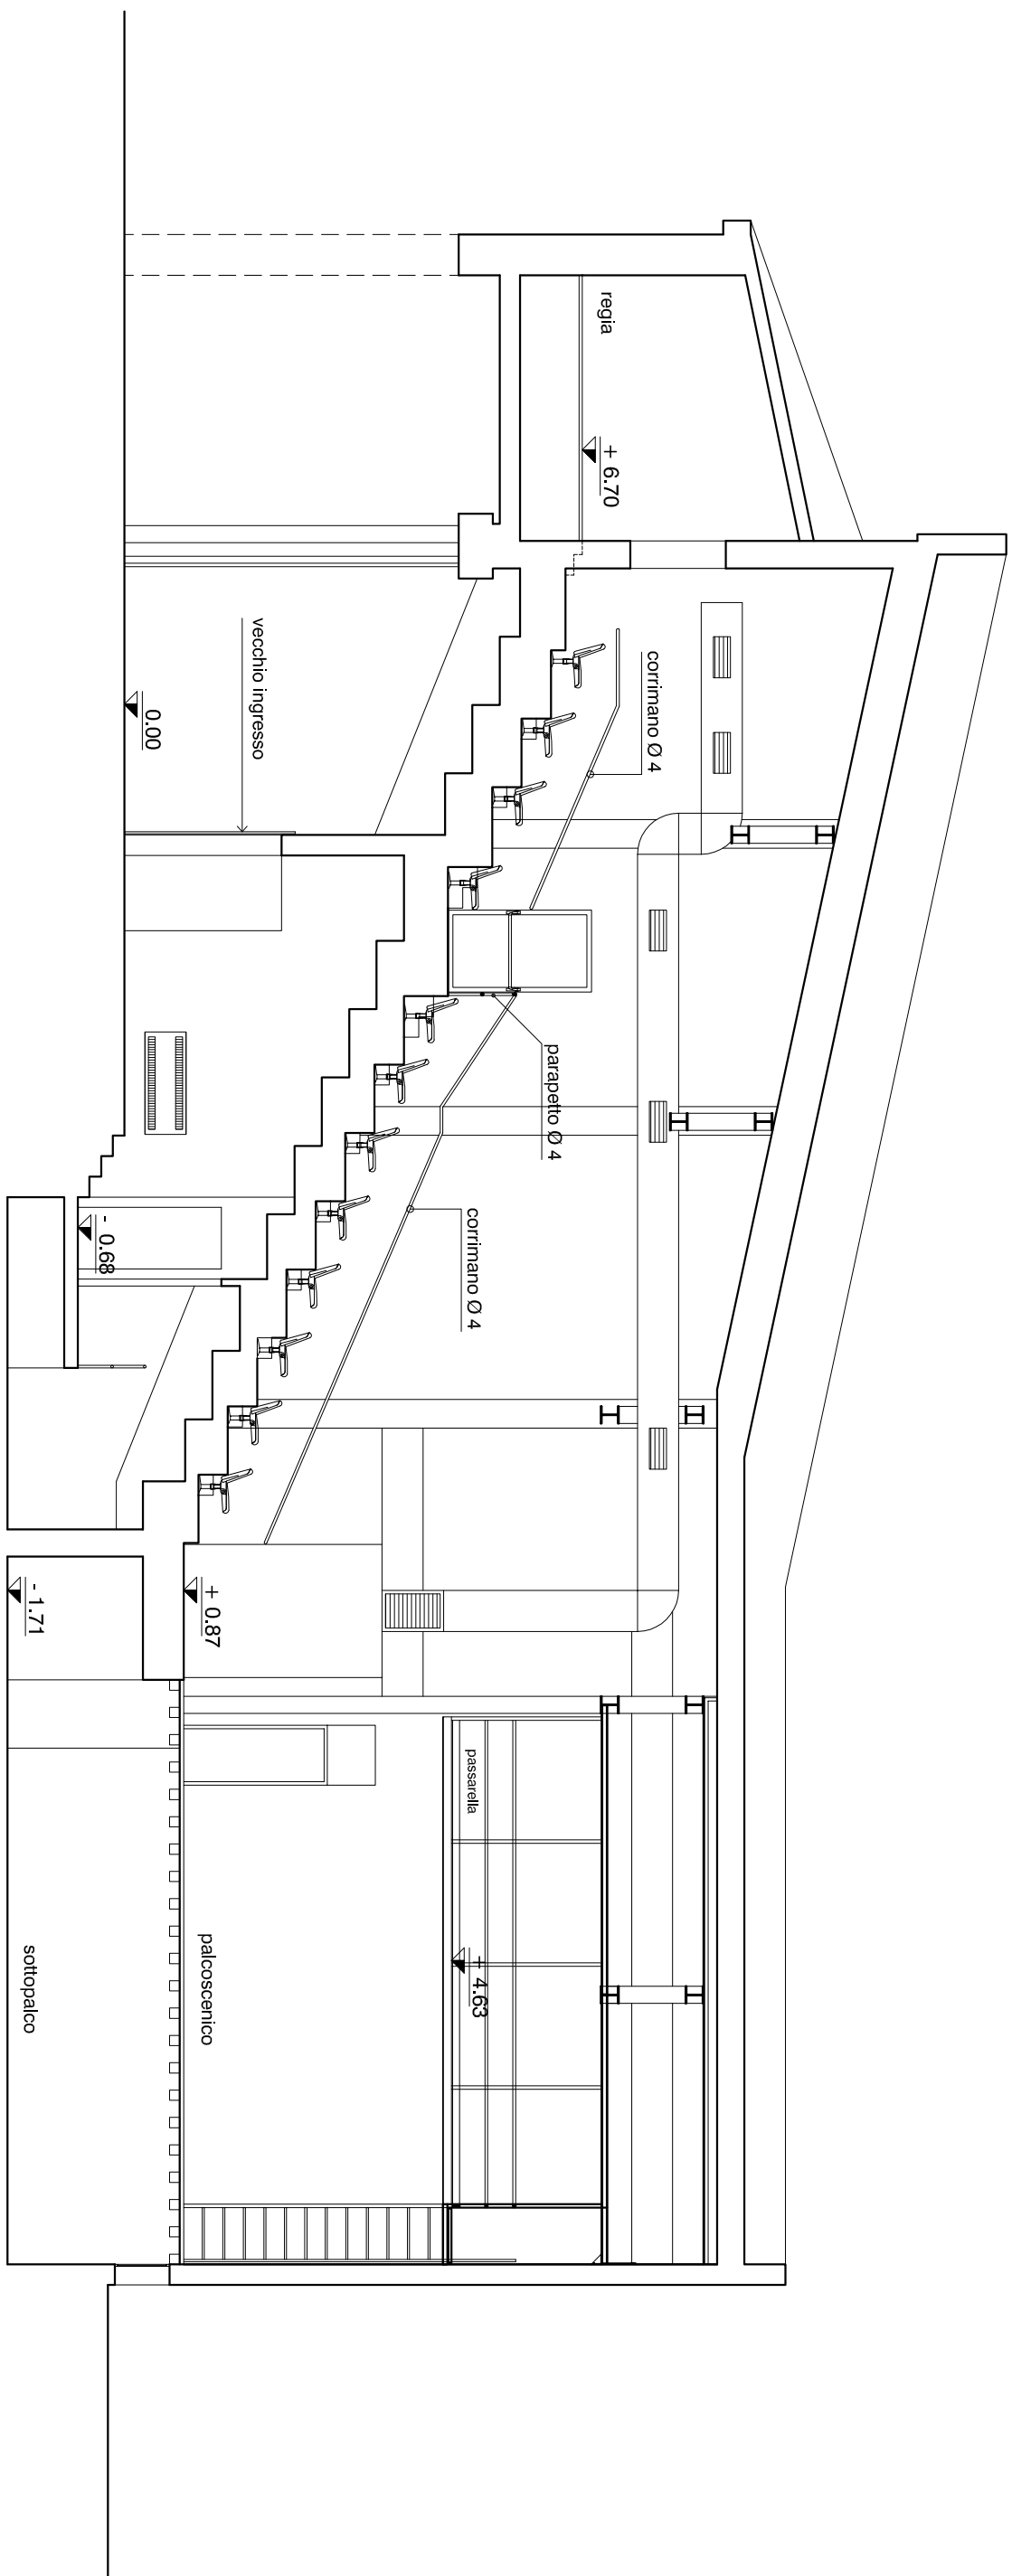 regia
+ 6.70
corrimano Ø 4
vecchio ingresso
0.00
parapetto Ø 4
corrimano Ø 4
- 0.68
+ 0.87
- 1.71
passarella
+ 4.63
palcoscenico
sottopalco